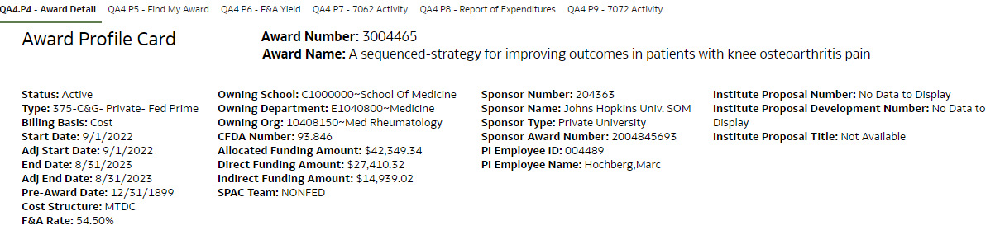 QA4.P4 - Award Detail QA4.P5 - Find My Award QA4.P6 - F&A Yield QA4.P7 - 7062 Activity QA4.P8 - Report of Expenditures QA4.P9 - 7072 Activity
Award Profile Card
Award Number: 3004465
Award Name: A sequenced-strategy for improving outcomes in patients with knee osteoarthritis pain
Status: Active
Type: 375-C&G- Private- Fed Prime
Billing Basis: Cost
Start Date: 9/1/2022
Adj Start Date: 9/1/2022
End Date: 8/31/2023
Adj End Date: 8/31/2023
Pre-Award Date: 12/31/1899
Cost Structure: MTDC
F&A Rate: 54.50%
Owning School: C1000000~School Of Medicine
Owning Department: E1040800~Medicine
Owning Org: 10408150~Med Rheumatology
CFDA Number: 93.846
Allocated Funding Amount: $42,349.34
Direct Funding Amount: $27,410.32
Indirect Funding Amount: $14,939.02
SPAC Team: NONFED
Sponsor Number: 204363
Sponsor Name: Johns Hopkins Univ. SOM
Sponsor Type: Private University
Sponsor Award Number: 2004845693
PI Employee ID: 004489
PI Employee Name: Hochberg,Marc
Institute Proposal Number: No Data to Display
Institute Proposal Development Number: No Data to
Display
Institute Proposal Title: Not Available